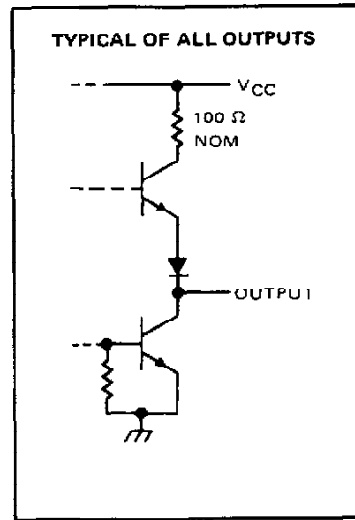 TYPICAL OF ALL OUTPUTS
VCC
100 Ω
NOM
OUTPUT